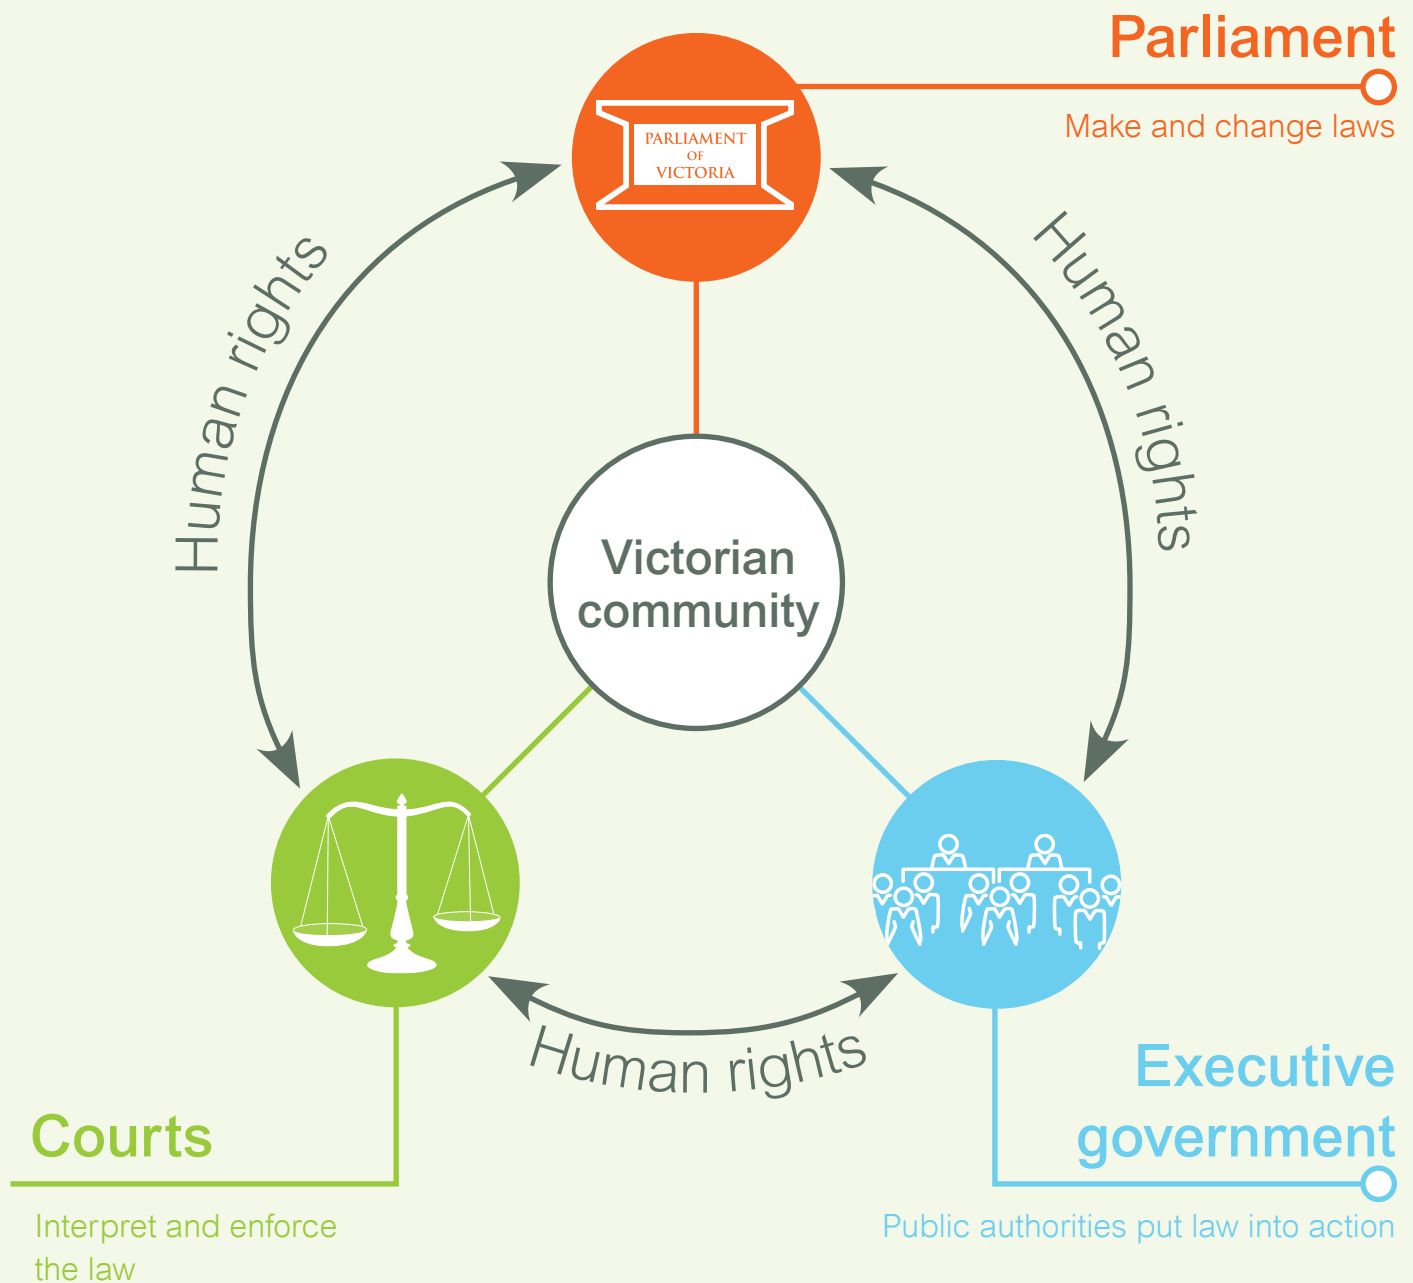 Parliament
Make and change laws
PARLIAMENT
OF
VICTORIA
Human rights
Human rights
Victorian
community
Human rights
Courts
Interpret and enforce
the law
Executive
government
Public authorities put law into action